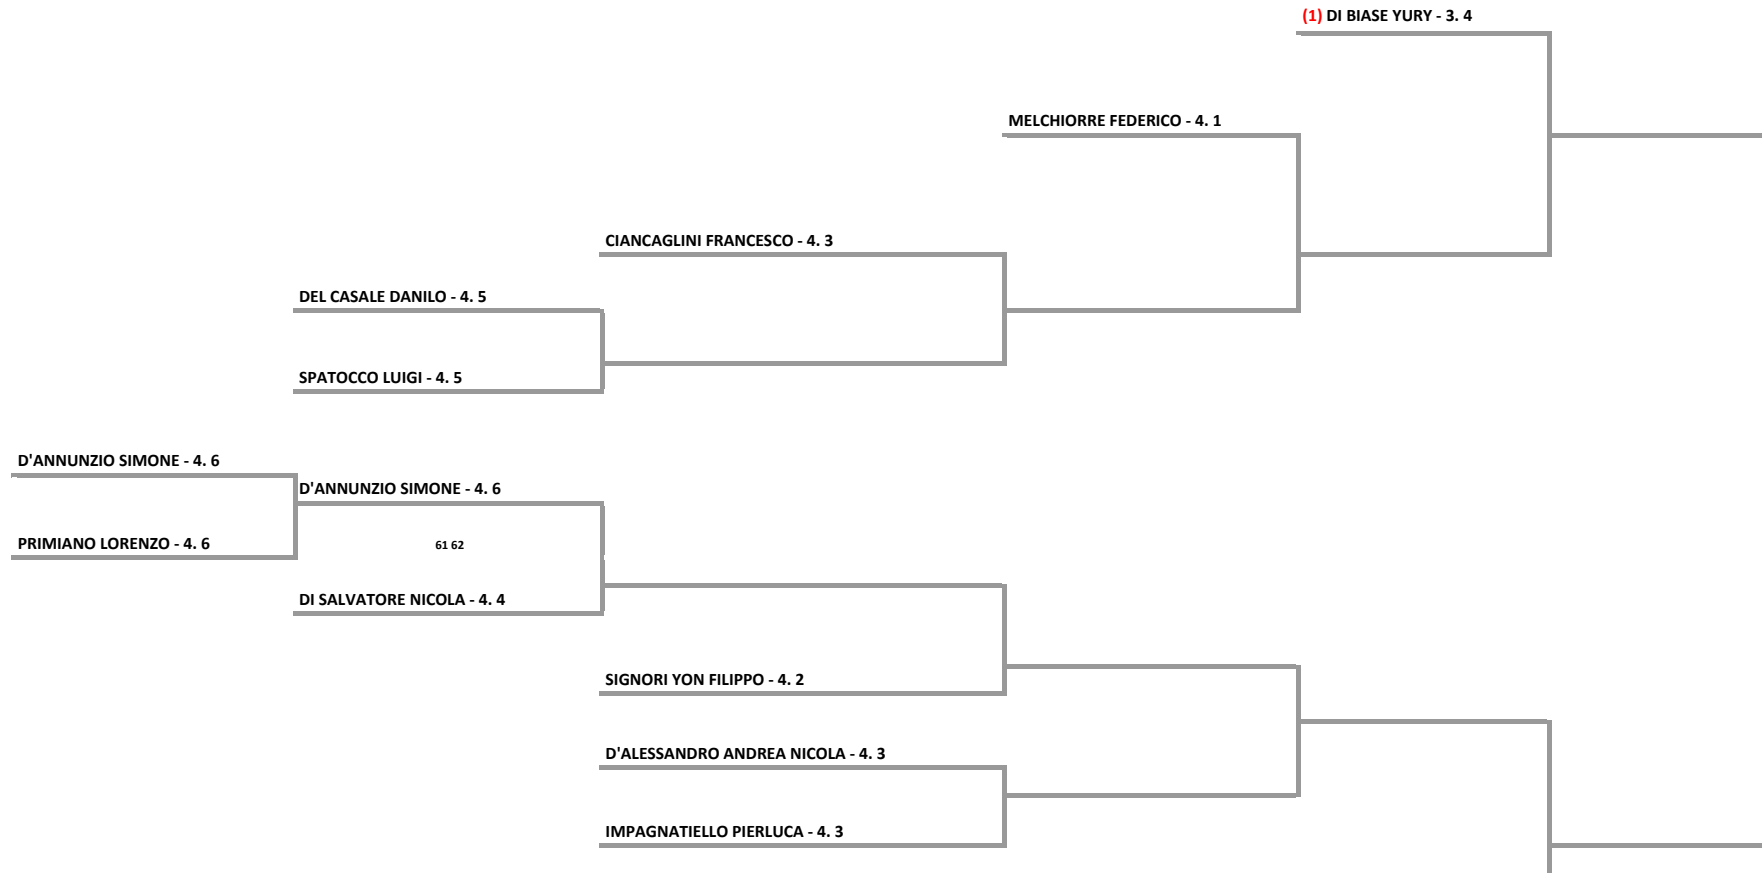 (1) DI BIASE YURY - 3. 4
MELCHIORRE FEDERICO - 4. 1
CIANCAGLINI FRANCESCO - 4. 3
DEL CASALE DANILO - 4. 5
SPATOCCO LUIGI - 4. 5
D'ANNUNZIO SIMONE - 4. 6
D'ANNUNZIO SIMONE - 4. 6
PRIMIANO LORENZO - 4. 6
61 62
DI SALVATORE NICOLA - 4. 4
SIGNORI YON FILIPPO - 4. 2
D'ALESSANDRO ANDREA NICOLA - 4. 3
IMPAGNATIELLO PIERLUCA - 4. 3